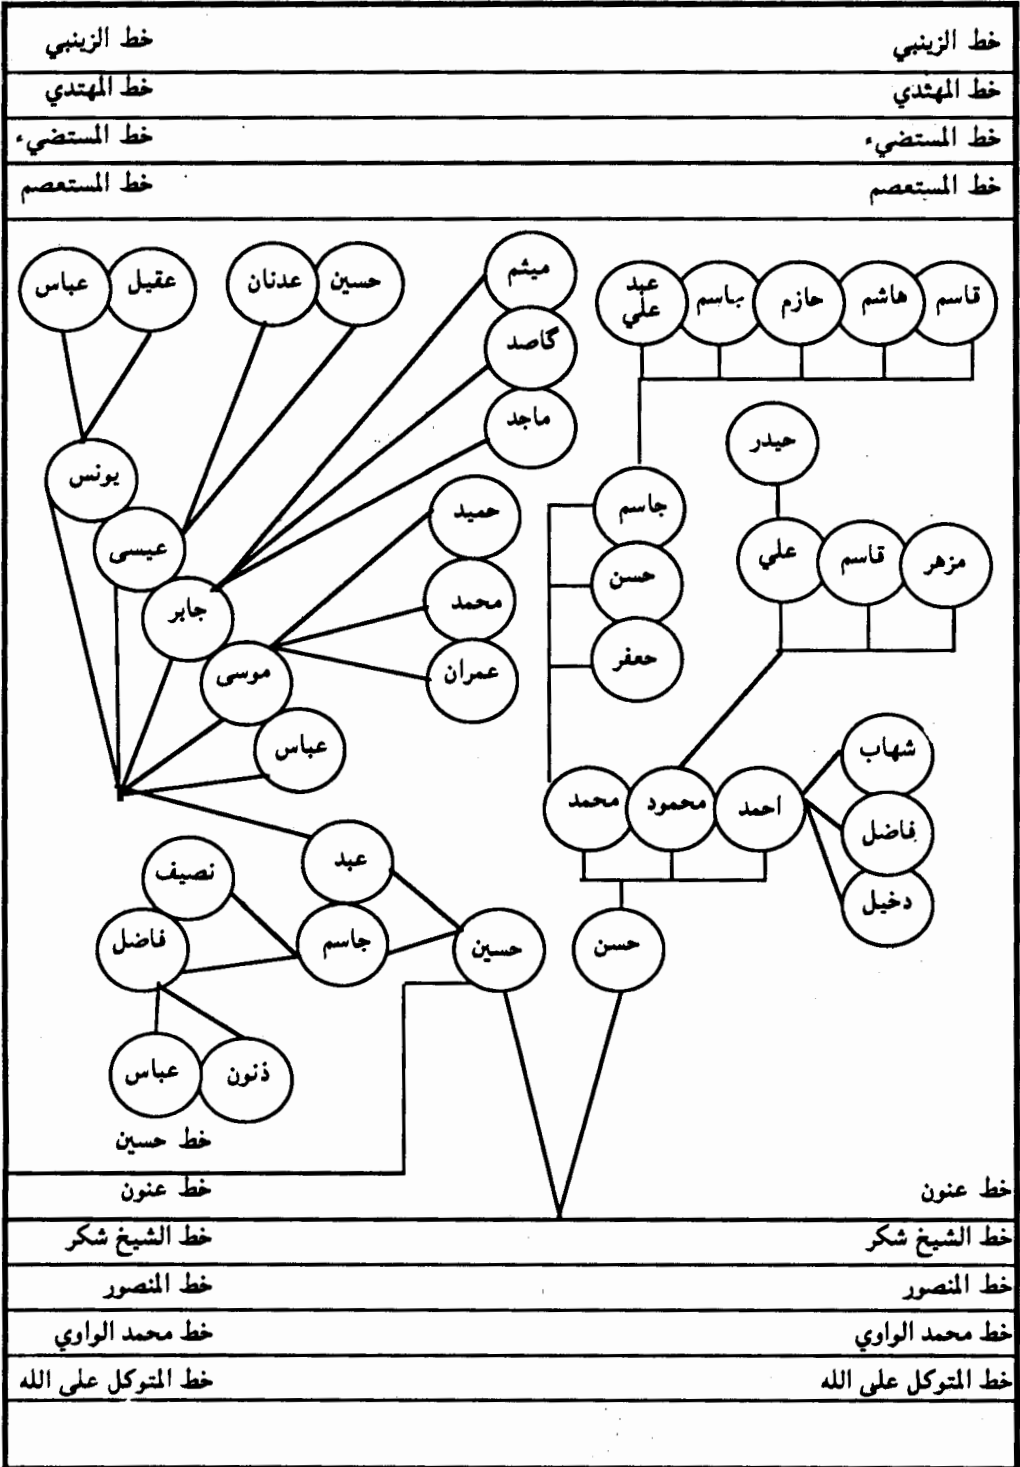 خط الزينبي خط الزينبي
خط المهتدي خط المهتدي
خط المستضيء خط المستضيء
خط المستعصم خط المستعصم
قاسم
هاشم
حازم
باسم
عبد علي
ميثم
گاصد
ماجد
حسين
عدنان
عقيل
عباس
حيدر
مزهر
قاسم
علي
جاسم
حسن
حعفر
حميد
محمد
عمران
يونس
عيسى
جابر
موسى
عباس
شهاب
فاضل
دخيل
احمد
محمود
محمد
حسن
حسين
عبد
جاسم
نصيف
فاضل
ذنون
عباس
خط حسين
خط عنون خط عنون
خط الشيخ شكر خط الشيخ شكر
خط المنصور خط المنصور
خط محمد الواوي خط محمد الواوي
خط المتوكل على الله خط المتوكل على الله